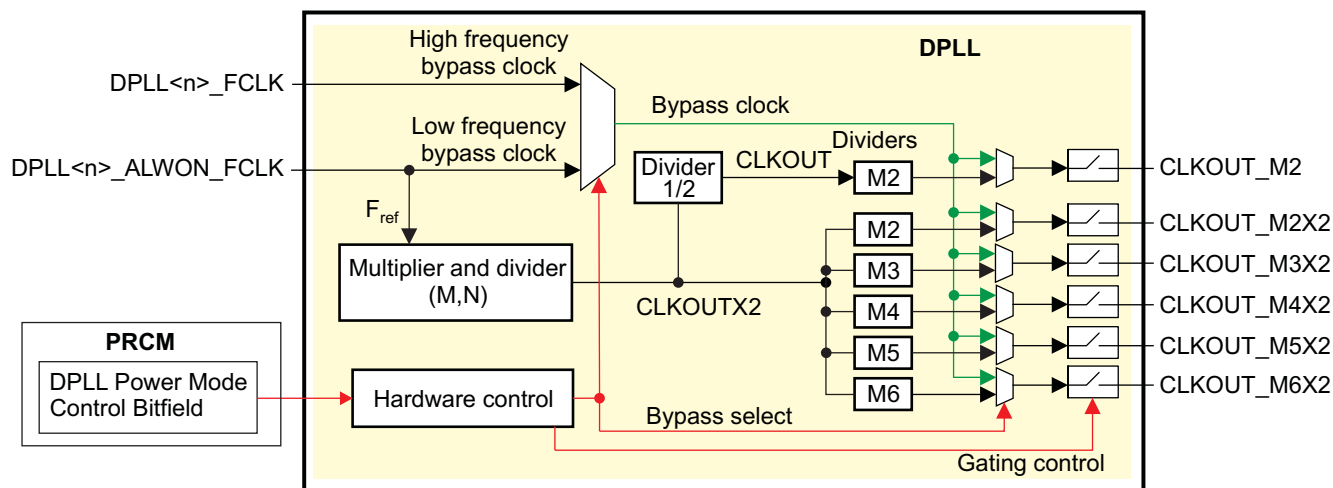 DPLL
High frequency
bypass clock
DPLL<n>_FCLK
Bypass clock
Low frequency
bypass clock
DPLL<n>_ALWON_FCLK
Dividers
CLKOUT
Divider
1/2
M2
CLKOUT_M2
F_ref
M2
CLKOUT_M2X2
Multiplier and divider
(M,N)
M3
CLKOUT_M3X2
CLKOUTX2
M4
CLKOUT_M4X2
M5
CLKOUT_M5X2
M6
CLKOUT_M6X2
PRCM
DPLL Power Mode
Control Bitfield
Hardware control
Bypass select
Gating control